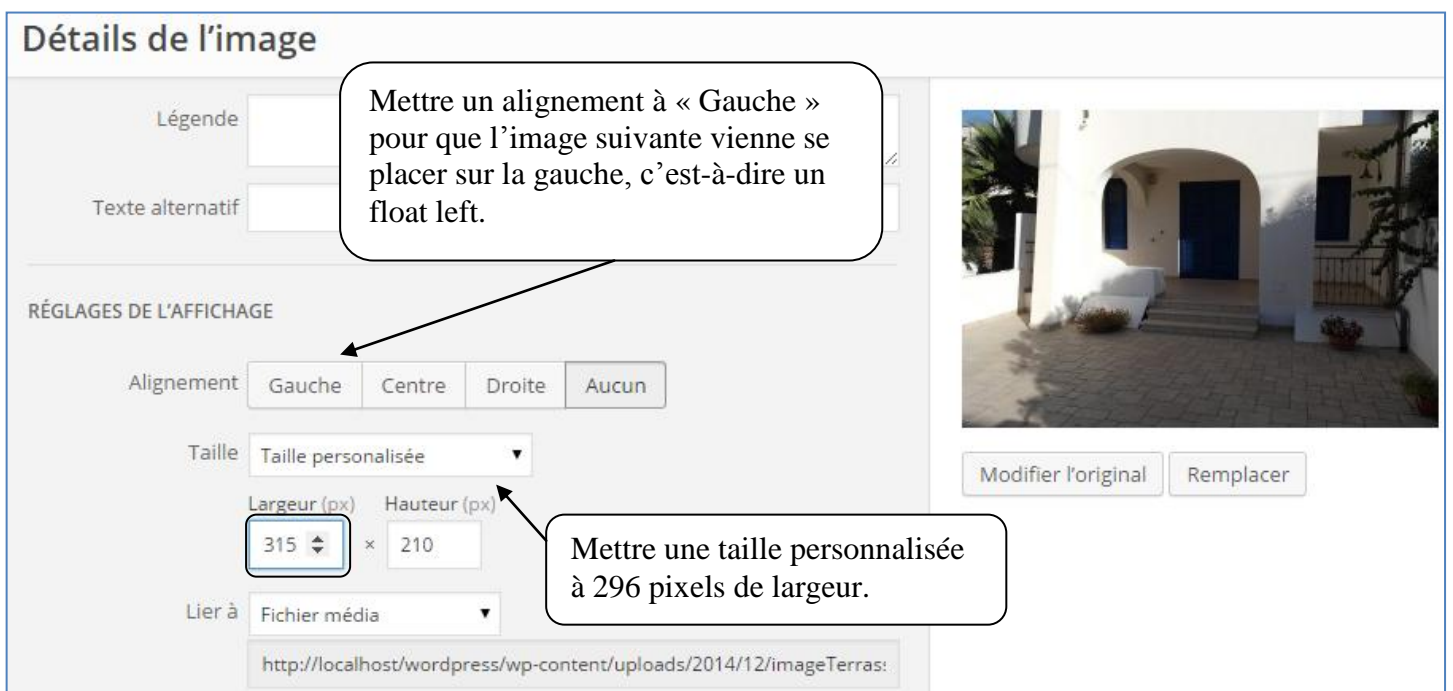 Détails de l’image
Mettre un alignement à « Gauche »
pour que l’image suivante vienne se
placer sur la gauche, c’est-à-dire un
float left.
Légende
Texte alternatif
RÉGLAGES DE L’AFFICHAGE
Alignement Gauche Centre Droite Aucun
Taille Taille personalisée
Largeur (px) Hauteur (px)
315 × 210
Mettre une taille personnalisée
à 296 pixels de largeur.
Lier à Fichier média
http://localhost/wordpress/wp-content/uploads/2014/12/imageTerrass
Modifier l’original Remplacer